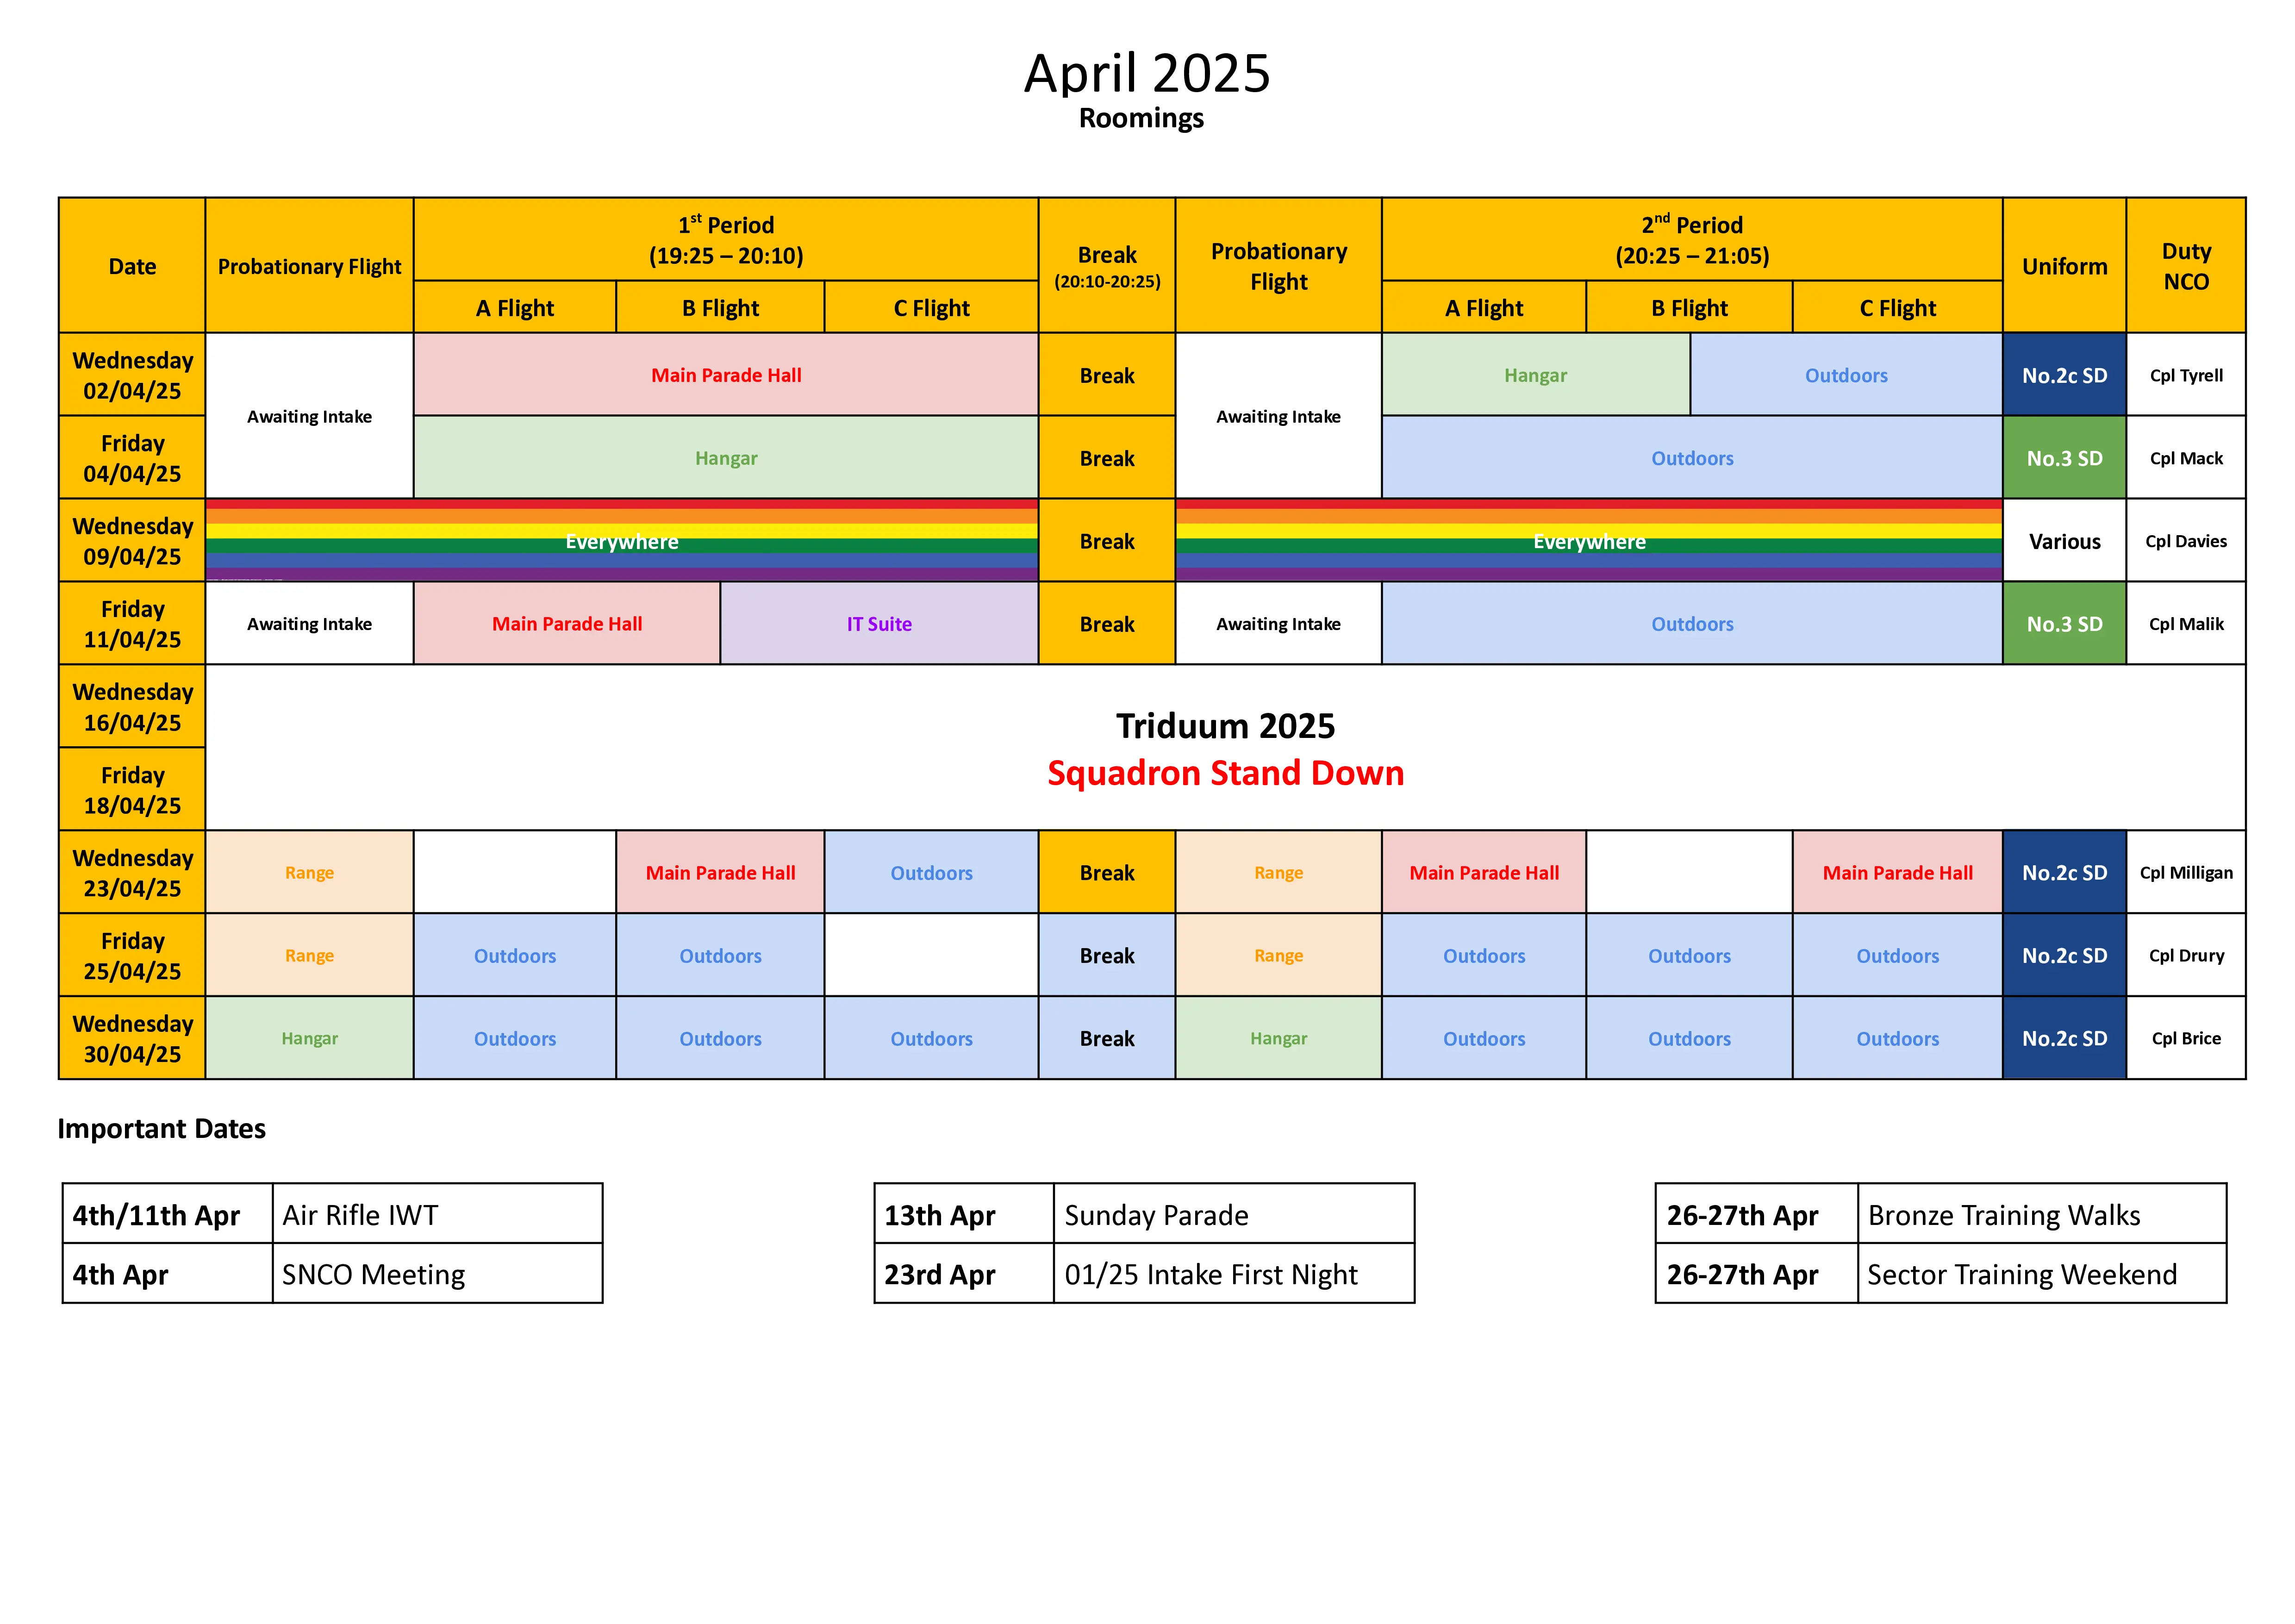 April 2025
Roomings
Date
Probationary Flight
1st Period
(19:25 – 20:10)
Break
(20:10-20:25)
Probationary
Flight
2nd Period
(20:25 – 21:05)
Uniform
Duty
NCO
A Flight
B Flight
C Flight
A Flight
B Flight
C Flight
Wednesday
02/04/25
Awaiting Intake
Main Parade Hall
Break
Awaiting Intake
Hangar
Outdoors
No.2c SD
Cpl Tyrell
Friday
04/04/25
Hangar
Break
Outdoors
No.3 SD
Cpl Mack
Wednesday
09/04/25
Everywhere
Break
Everywhere
Various
Cpl Davies
Friday
11/04/25
Awaiting Intake
Main Parade Hall
IT Suite
Break
Awaiting Intake
Outdoors
No.3 SD
Cpl Malik
Wednesday
16/04/25
Triduum 2025
Squadron Stand Down
Friday
18/04/25
Wednesday
23/04/25
Range
Main Parade Hall
Outdoors
Break
Range
Main Parade Hall
Main Parade Hall
No.2c SD
Cpl Milligan
Friday
25/04/25
Range
Outdoors
Outdoors
Break
Range
Outdoors
Outdoors
Outdoors
No.2c SD
Cpl Drury
Wednesday
30/04/25
Hangar
Outdoors
Outdoors
Outdoors
Break
Hangar
Outdoors
Outdoors
Outdoors
No.2c SD
Cpl Brice
Important Dates
4th/11th Apr
Air Rifle IWT
4th Apr
SNCO Meeting
13th Apr
Sunday Parade
23rd Apr
01/25 Intake First Night
26-27th Apr
Bronze Training Walks
26-27th Apr
Sector Training Weekend